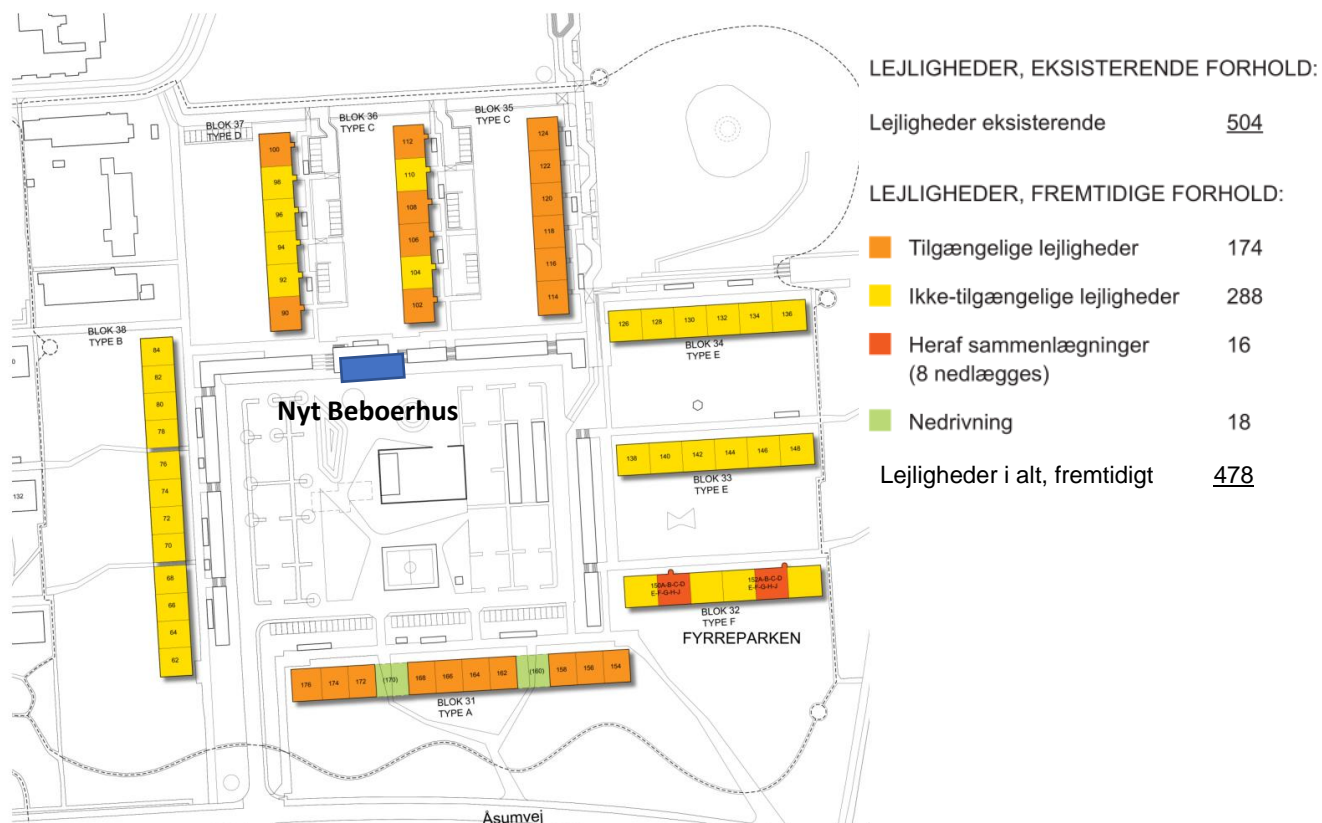 BLOK 37
TYPE D
BLOK 36
TYPE C
BLOK 35
TYPE C
100
98
96
94
92
90
112
110
108
106
104
102
124
122
120
118
116
114
BLOK 38
TYPE B
84
82
80
78
76
74
72
70
68
66
64
62
126 128 130 132 134 136
BLOK 34
TYPE E
Nyt Beboerhus
138 140 142 144 146 148
BLOK 33
TYPE E
132
150A-B-C-D
E-F-G-H-J
152A-B-C-D
E-F-G-H-J
BLOK 32
TYPE F
FYRREPARKEN
176 174 172 (170) 168 166 164 162 (160) 158 156 154
BLOK 31
TYPE A
Åsumvej
LEJLIGHEDER, EKSISTERENDE FORHOLD:
Lejligheder eksisterende 504
LEJLIGHEDER, FREMTIDIGE FORHOLD:
Tilgængelige lejligheder 174
Ikke-tilgængelige lejligheder 288
Heraf sammenlægninger 16
(8 nedlægges)
Nedrivning 18
Lejligheder i alt, fremtidigt 478